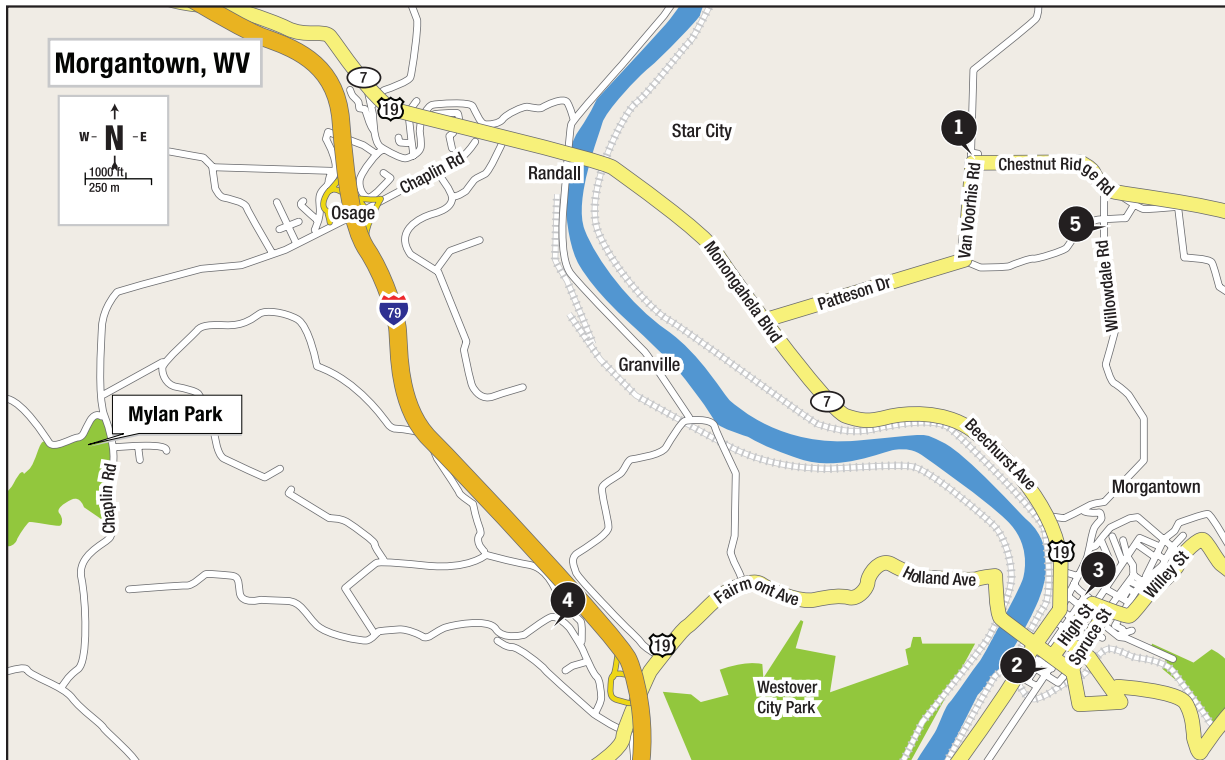 Morgantown, WV
W
N
E
1000 ft
250 m
7
19
Star City
1
Chestnut Ridge Rd
Chaplin Rd
Randall
Van Voorhis Rd
Osage
5
Willowdale Rd
Monongahela Blvd
Patteson Dr
79
Granville
7
Mylan Park
Beechurst Ave
Chaplin Rd
Morgantown
19
3
Willey St
Holland Ave
4
Fairmont Ave
High St
Spruce St
19
2
Westover
City Park